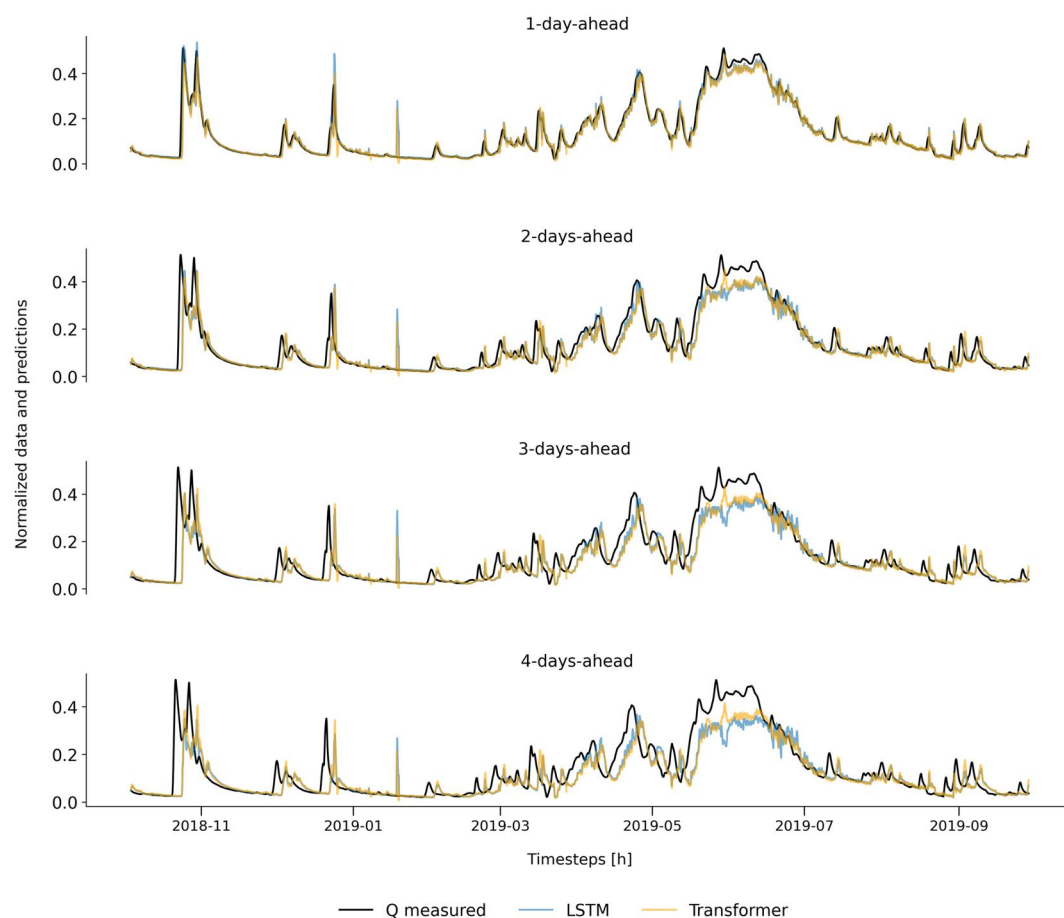 1-day-ahead
0.4
0.2
0.0
2-days-ahead
0.4
0.2
0.0
Normalized data and predictions
3-days-ahead
0.4
0.2
0.0
4-days-ahead
0.4
0.2
0.0
2018-11 2019-01 2019-03 2019-05 2019-07 2019-09
Timesteps [h]
Q measured LSTM Transformer